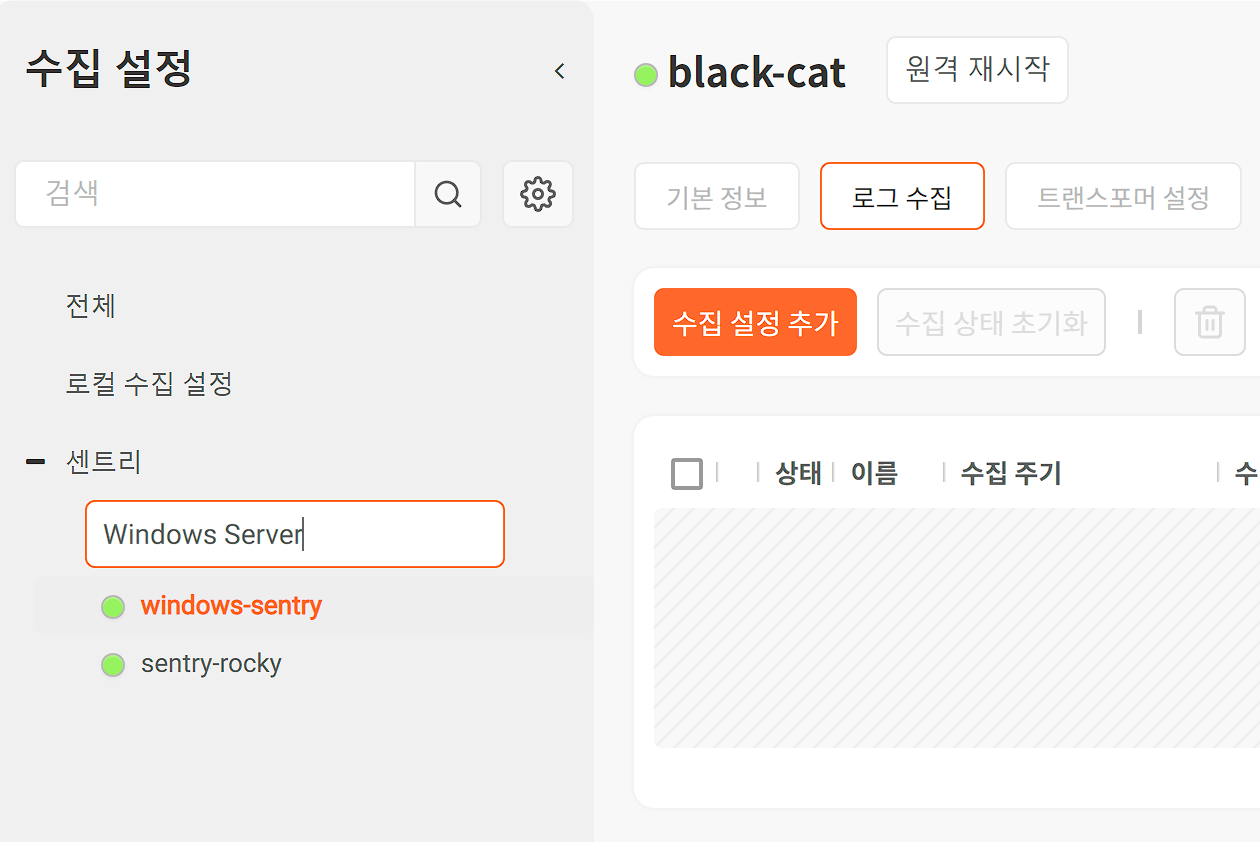 수집 설정
검색
전체
로컬 수집 설정
센트리
Windows Server
windows-sentry
sentry-rocky
black-cat
원격 재시작
기본 정보
로그 수집
트랜스포머 설정
수집 설정 추가
수집 상태 초기화
상태 이름 수집 주기 수